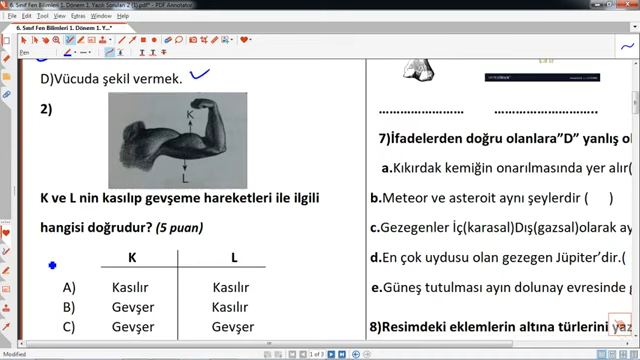 6. Sınıf Fen Bilimleri 1. Dönem 1. Yazılı Soruları 2 (1).pdf* - PDF Annotator
File Edit Insert View Tools Extras Window Help
6. Sınıf Fen Bilimleri 1. Dönem 1. Y...*
Pen
D)Vücuda şekil vermek.
2)
K
L
K ve L nin kasılıp gevşeme hareketleri ile ilgili
hangisi doğrudur? (5 puan)
K L
A) Kasılır Kasılır
B) Gevşer Kasılır
C) Gevşer Gevşer
........................ ...........................
7)İfadelerden doğru olanlara"D" yanlış ol
a.Kıkırdak kemiğin onarılmasında yer alır(
b.Meteor ve asteroit aynı şeylerdir ( )
c.Gezegenler İç(karasal)Dış(gazsal)olarak ay
d.En çok uydusu olan gezegen Jüpiter'dir.(
e.Güneş tutulması ayın dolunay evresinde g
8)Resimdeki eklemlerin altına türlerini yaz
Modified
1 of 3